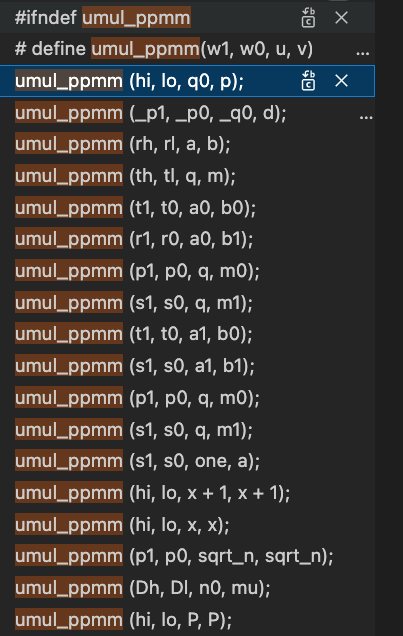 #ifndef umul_ppmm
# define umul_ppmm(w1, w0, u, v) ...
umul_ppmm (hi, lo, q0, p);
umul_ppmm (_p1, _p0, _q0, d); ...
umul_ppmm (rh, rl, a, b);
umul_ppmm (th, tl, q, m);
umul_ppmm (t1, t0, a0, b0);
umul_ppmm (r1, r0, a0, b1);
umul_ppmm (p1, p0, q, m0);
umul_ppmm (s1, s0, q, m1);
umul_ppmm (t1, t0, a1, b0);
umul_ppmm (s1, s0, a1, b1);
umul_ppmm (p1, p0, q, m0);
umul_ppmm (s1, s0, q, m1);
umul_ppmm (s1, s0, one, a);
umul_ppmm (hi, lo, x + 1, x + 1);
umul_ppmm (hi, lo, x, x);
umul_ppmm (p1, p0, sqrt_n, sqrt_n);
umul_ppmm (Dh, Dl, n0, mu);
umul_ppmm (hi, lo, P, P);